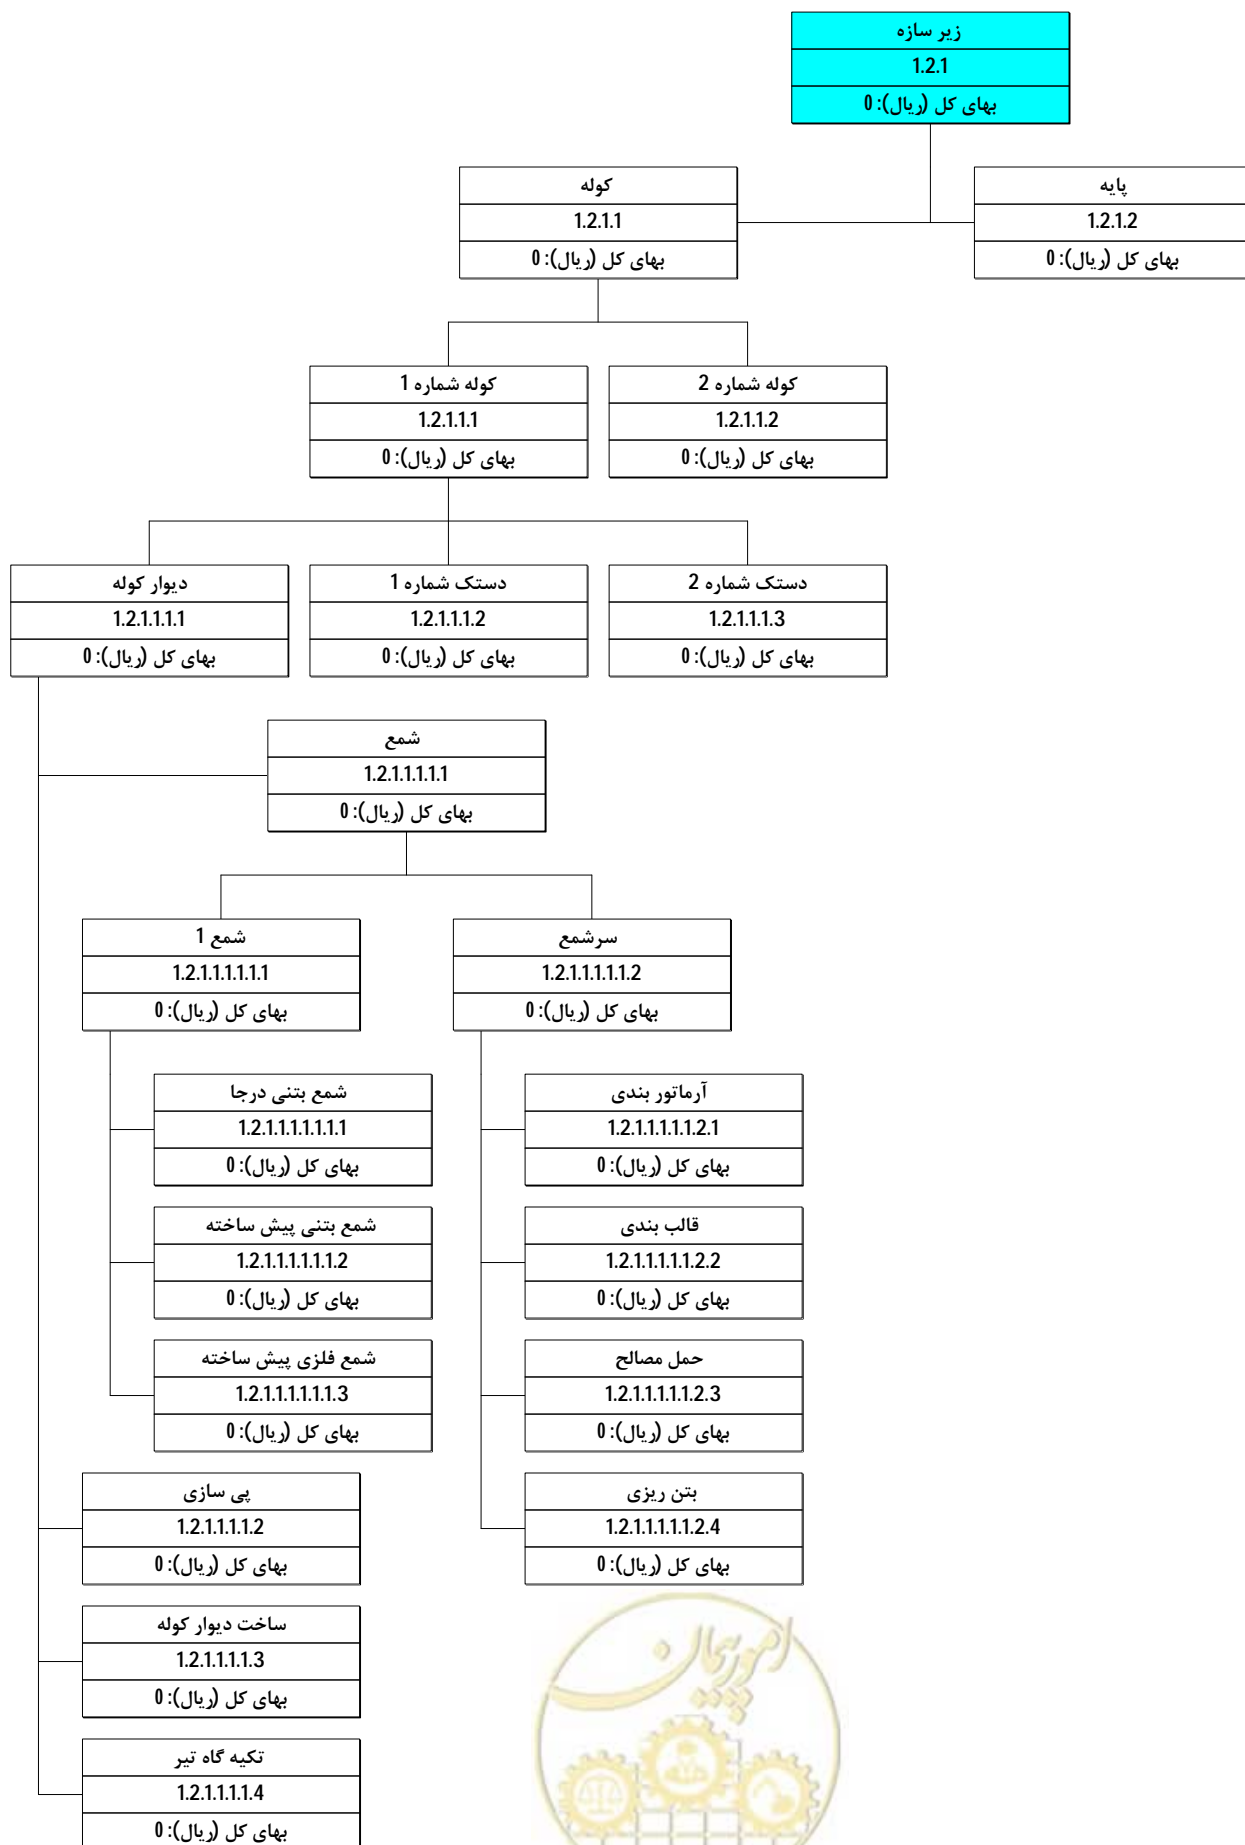 زیر سازه
1.2.1
بهای کل (ریال): 0
کوله
1.2.1.1
بهای کل (ریال): 0
پایه
1.2.1.2
بهای کل (ریال): 0
کوله شماره 1
1.2.1.1.1
بهای کل (ریال): 0
کوله شماره 2
1.2.1.1.2
بهای کل (ریال): 0
دیوار کوله
1.2.1.1.1.1
بهای کل (ریال): 0
دستک شماره 1
1.2.1.1.1.2
بهای کل (ریال): 0
دستک شماره 2
1.2.1.1.1.3
بهای کل (ریال): 0
شمع
1.2.1.1.1.1.1
بهای کل (ریال): 0
شمع 1
1.2.1.1.1.1.1.1
بهای کل (ریال): 0
سرشمع
1.2.1.1.1.1.1.2
بهای کل (ریال): 0
شمع بتنی درجا
1.2.1.1.1.1.1.1.1
بهای کل (ریال): 0
شمع بتنی پیش ساخته
1.2.1.1.1.1.1.1.2
بهای کل (ریال): 0
شمع فلزی پیش ساخته
1.2.1.1.1.1.1.1.3
بهای کل (ریال): 0
آرماتور بندی
1.2.1.1.1.1.1.2.1
بهای کل (ریال): 0
قالب بندی
1.2.1.1.1.1.1.2.2
بهای کل (ریال): 0
حمل مصالح
1.2.1.1.1.1.1.2.3
بهای کل (ریال): 0
بتن ریزی
1.2.1.1.1.1.1.2.4
بهای کل (ریال): 0
پی سازی
1.2.1.1.1.1.2
بهای کل (ریال): 0
ساخت دیوار کوله
1.2.1.1.1.1.3
بهای کل (ریال): 0
تکیه گاه تیر
1.2.1.1.1.1.4
بهای کل (ریال): 0
امور پیمان